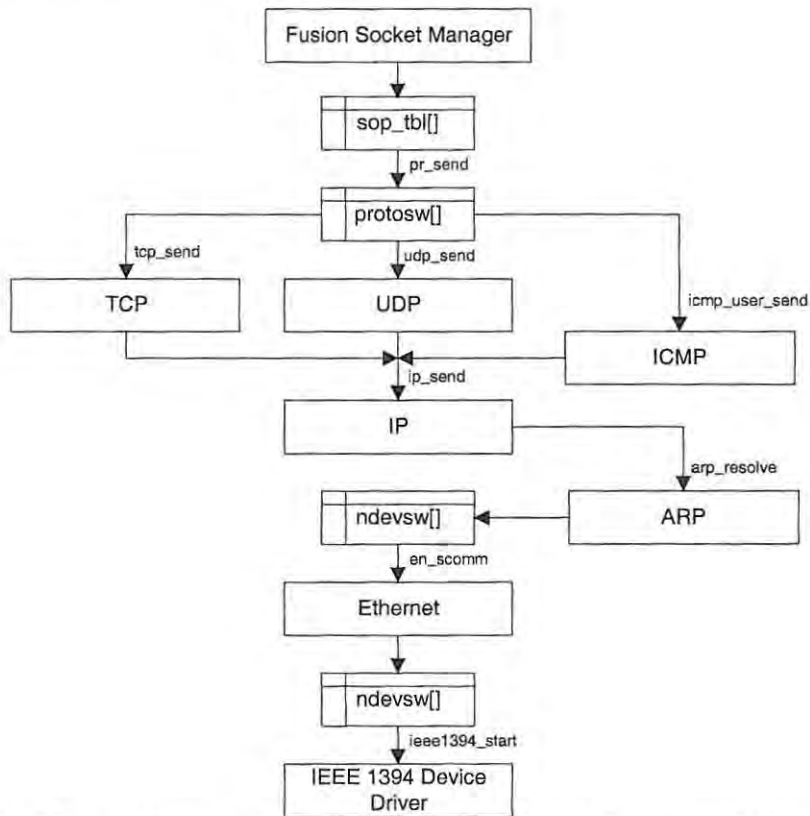 Fusion Socket Manager
sop_tbl[]
pr_send
protosw[]
tcp_send
udp_send
icmp_user_send
TCP
UDP
ICMP
ip_send
IP
arp_resolve
ndevsw[]
ARP
en_scomm
Ethernet
ndevsw[]
ieee1394_start
IEEE 1394 Device
Driver